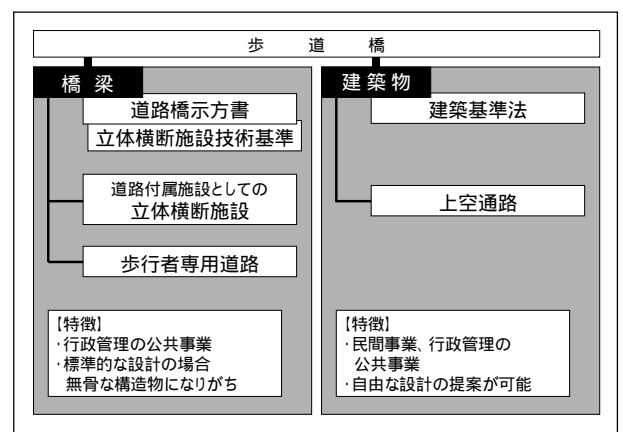 歩道橋
橋梁
道路橋示方書
立体横断施設技術基準
道路付属施設としての
立体横断施設
歩行者専用道路
【特徴】
・行政管理の公共事業
・標準的な設計の場合
無骨な構造物になりがち
建築物
建築基準法
上空通路
【特徴】
・民間事業、行政管理の
公共事業
・自由な設計の提案が可能